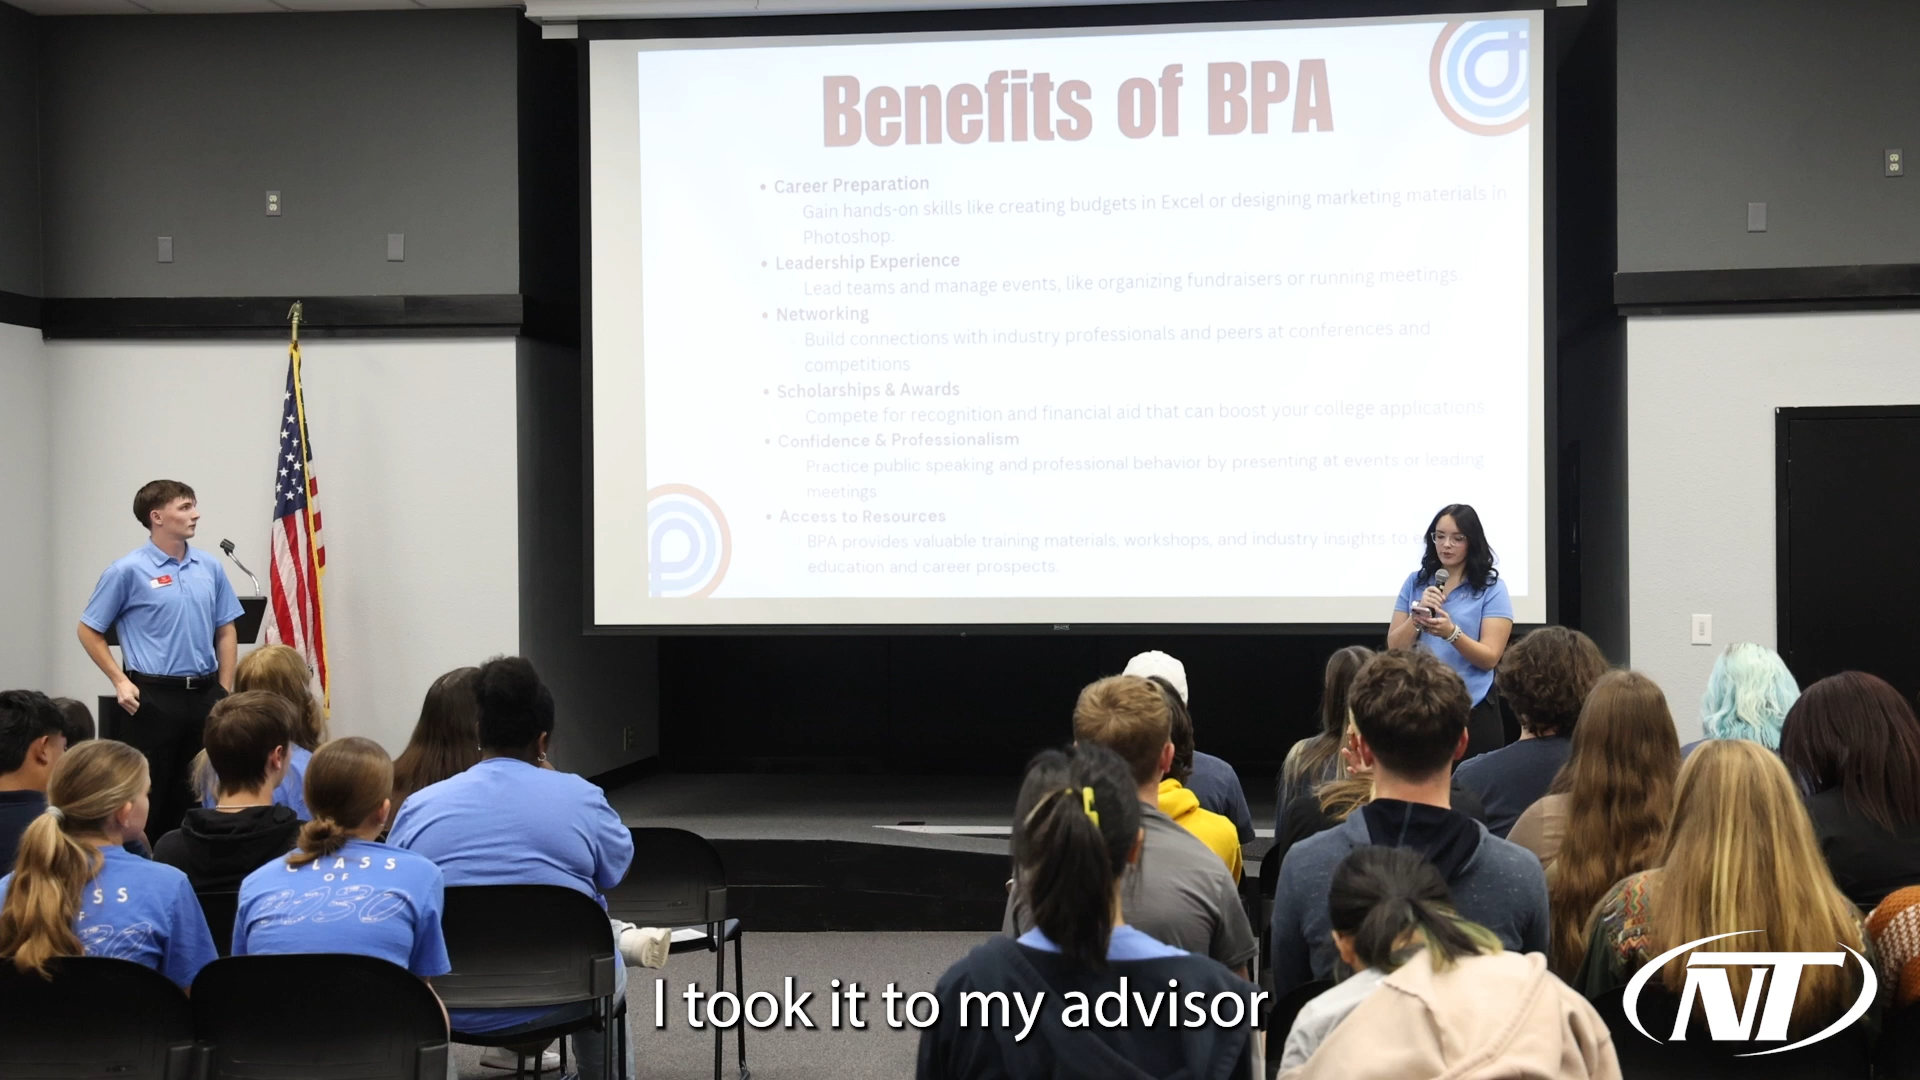 Benefits of BPA
• Career Preparation
Gain hands-on skills like creating budgets in Excel or designing marketing materials in
Photoshop.
• Leadership Experience
Lead teams and manage events, like organizing fundraisers or running meetings.
• Networking
Build connections with industry professionals and peers at conferences and
competitions
• Scholarships & Awards
Compete for recognition and financial aid that can boost your college applications
• Confidence & Professionalism
Practice public speaking and professional behavior by presenting at events or leading
meetings
• Access to Resources
BPA provides valuable training materials, workshops, and industry insights to
education and career prospects.
CLASS
OF
2030
SS
I took it to my advisor
NT